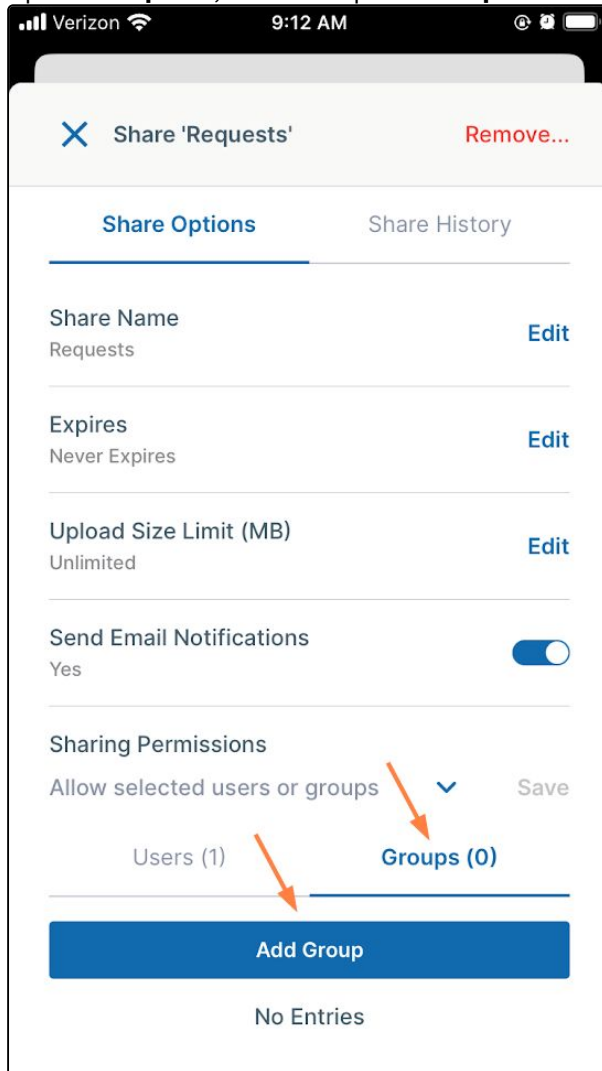 Verizon 9:12 AM
Share 'Requests' Remove...
Share Options Share History
Share Name
Requests
Edit
Expires
Never Expires
Edit
Upload Size Limit (MB)
Unlimited
Edit
Send Email Notifications
Yes
Sharing Permissions
Allow selected users or groups Save
Users (1) Groups (0)
Add Group
No Entries